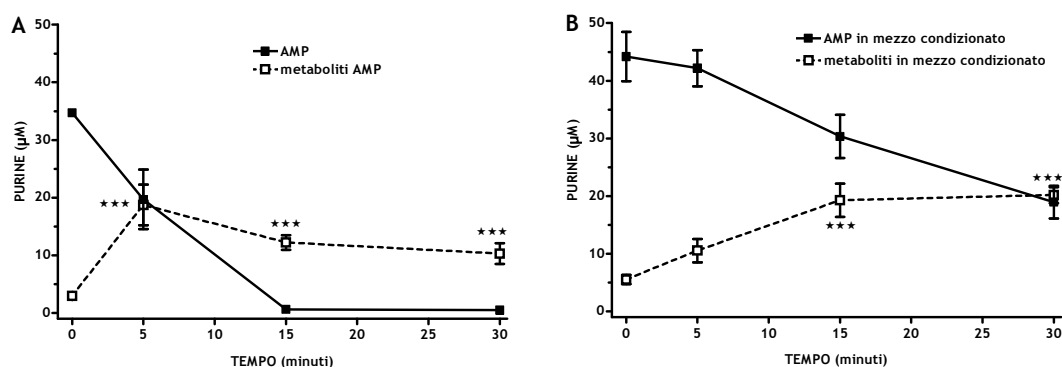 A
50
40
30
20
10
0
PURINE (µM)
AMP
metaboliti AMP
★★★
★★★
★★★
0 5 10 15 20 25 30
TEMPO (minuti)
B
50
40
30
20
10
0
PURINE (µM)
AMP in mezzo condizionato
metaboliti in mezzo condizionato
★★★
★★★
0 5 10 15 20 25 30
TEMPO (minuti)